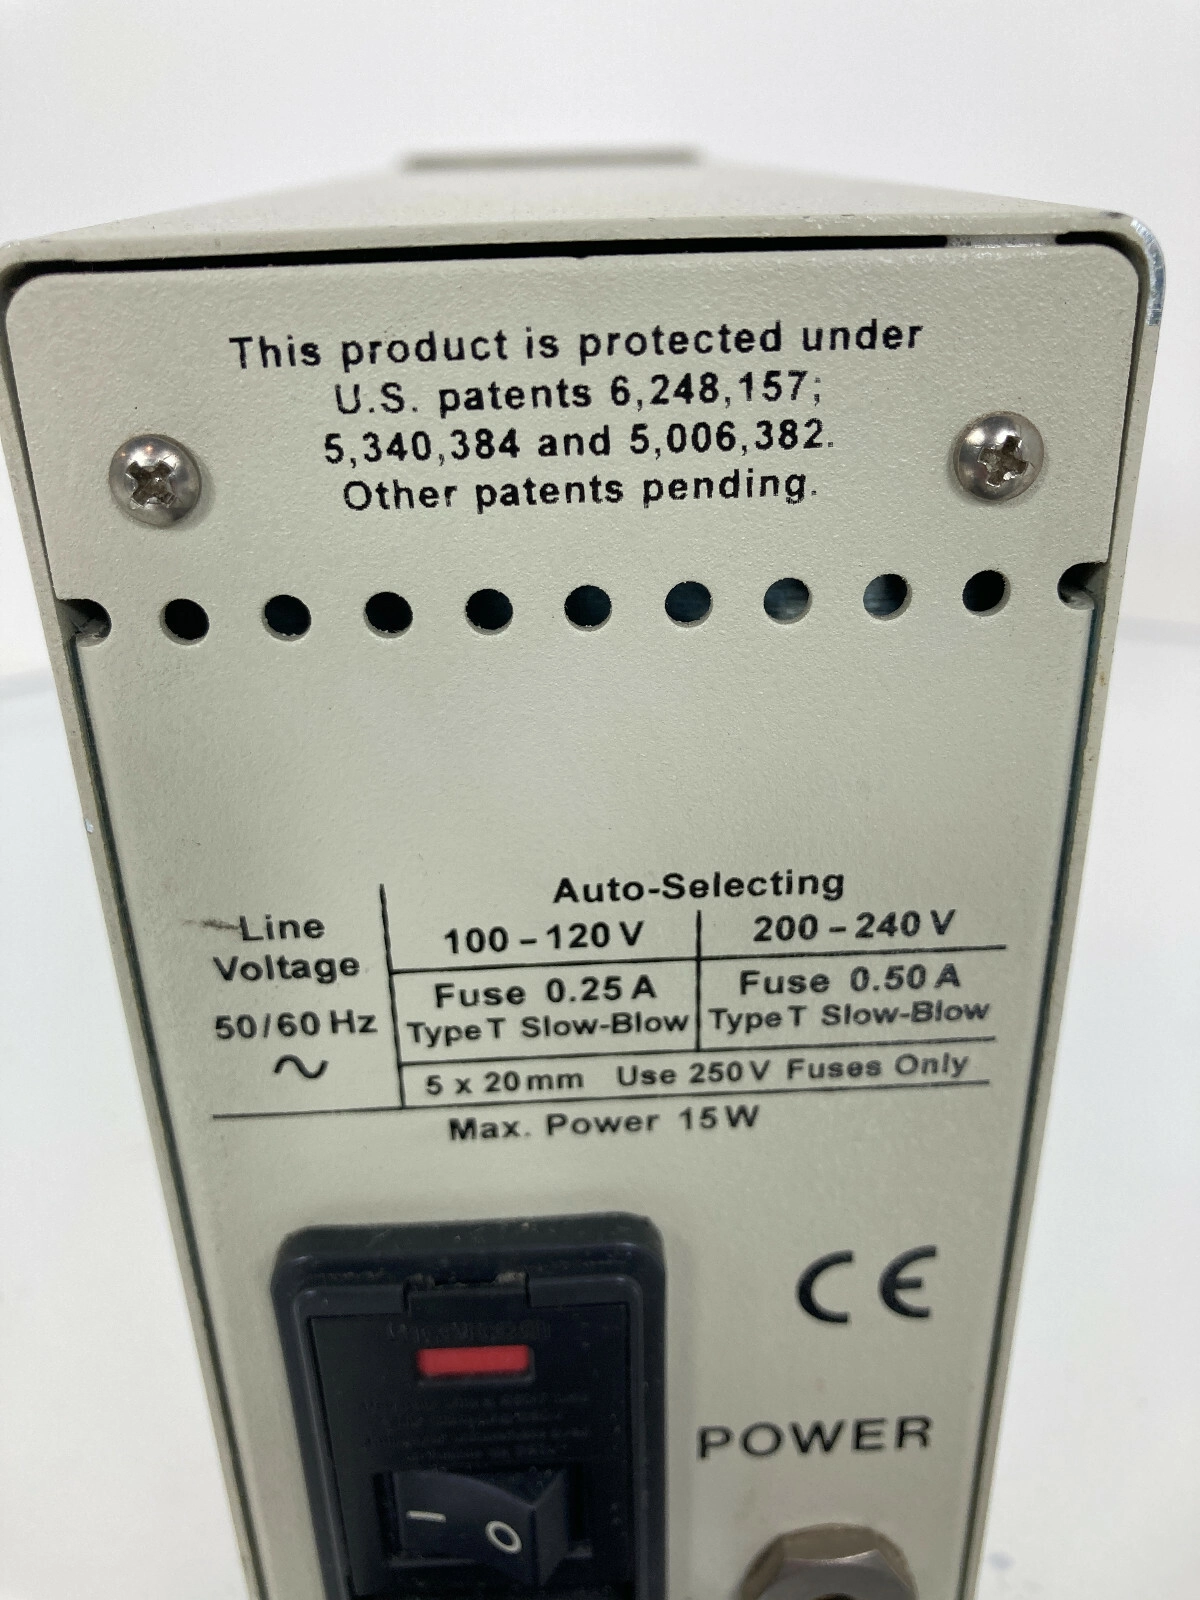 This product is protected under
U.S. patents 6,248,157;
5,340,384 and 5,006,382.
Other patents pending.
Auto-Selecting
Line
Voltage
50/60 Hz
~
100 – 120 V
200 – 240 V
Fuse 0.25 A
Type T Slow-Blow
Fuse 0.50 A
Type T Slow-Blow
5 x 20 mm Use 250 V Fuses Only
Max. Power 15 W
CE
POWER
– O